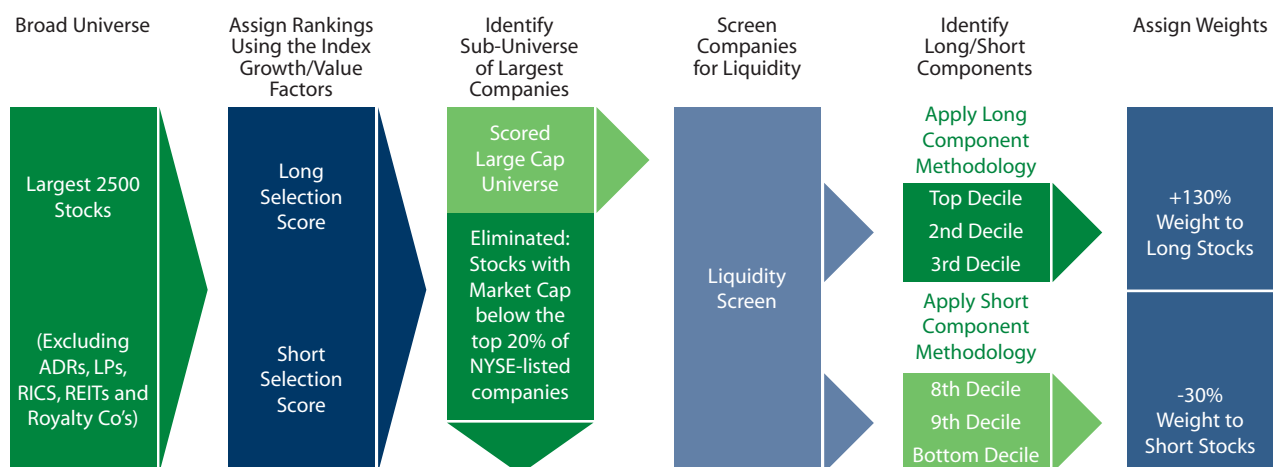 Broad Universe
Assign Rankings
Using the Index
Growth/Value
Factors
Identify
Sub-Universe
of Largest
Companies
Screen
Companies
for Liquidity
Identify
Long/Short
Components
Assign Weights
Largest 2500
Stocks
(Excluding
ADRs, LPs,
RICS, REITs and
Royalty Co's)
Long
Selection
Score
Short
Selection
Score
Scored
Large Cap
Universe
Eliminated:
Stocks with
Market Cap
below the
top 20% of
NYSE-listed
companies
Liquidity
Screen
Apply Long
Component
Methodology
Top Decile
2nd Decile
3rd Decile
Apply Short
Component
Methodology
8th Decile
9th Decile
Bottom Decile
+130%
Weight to
Long Stocks
-30%
Weight to
Short Stocks